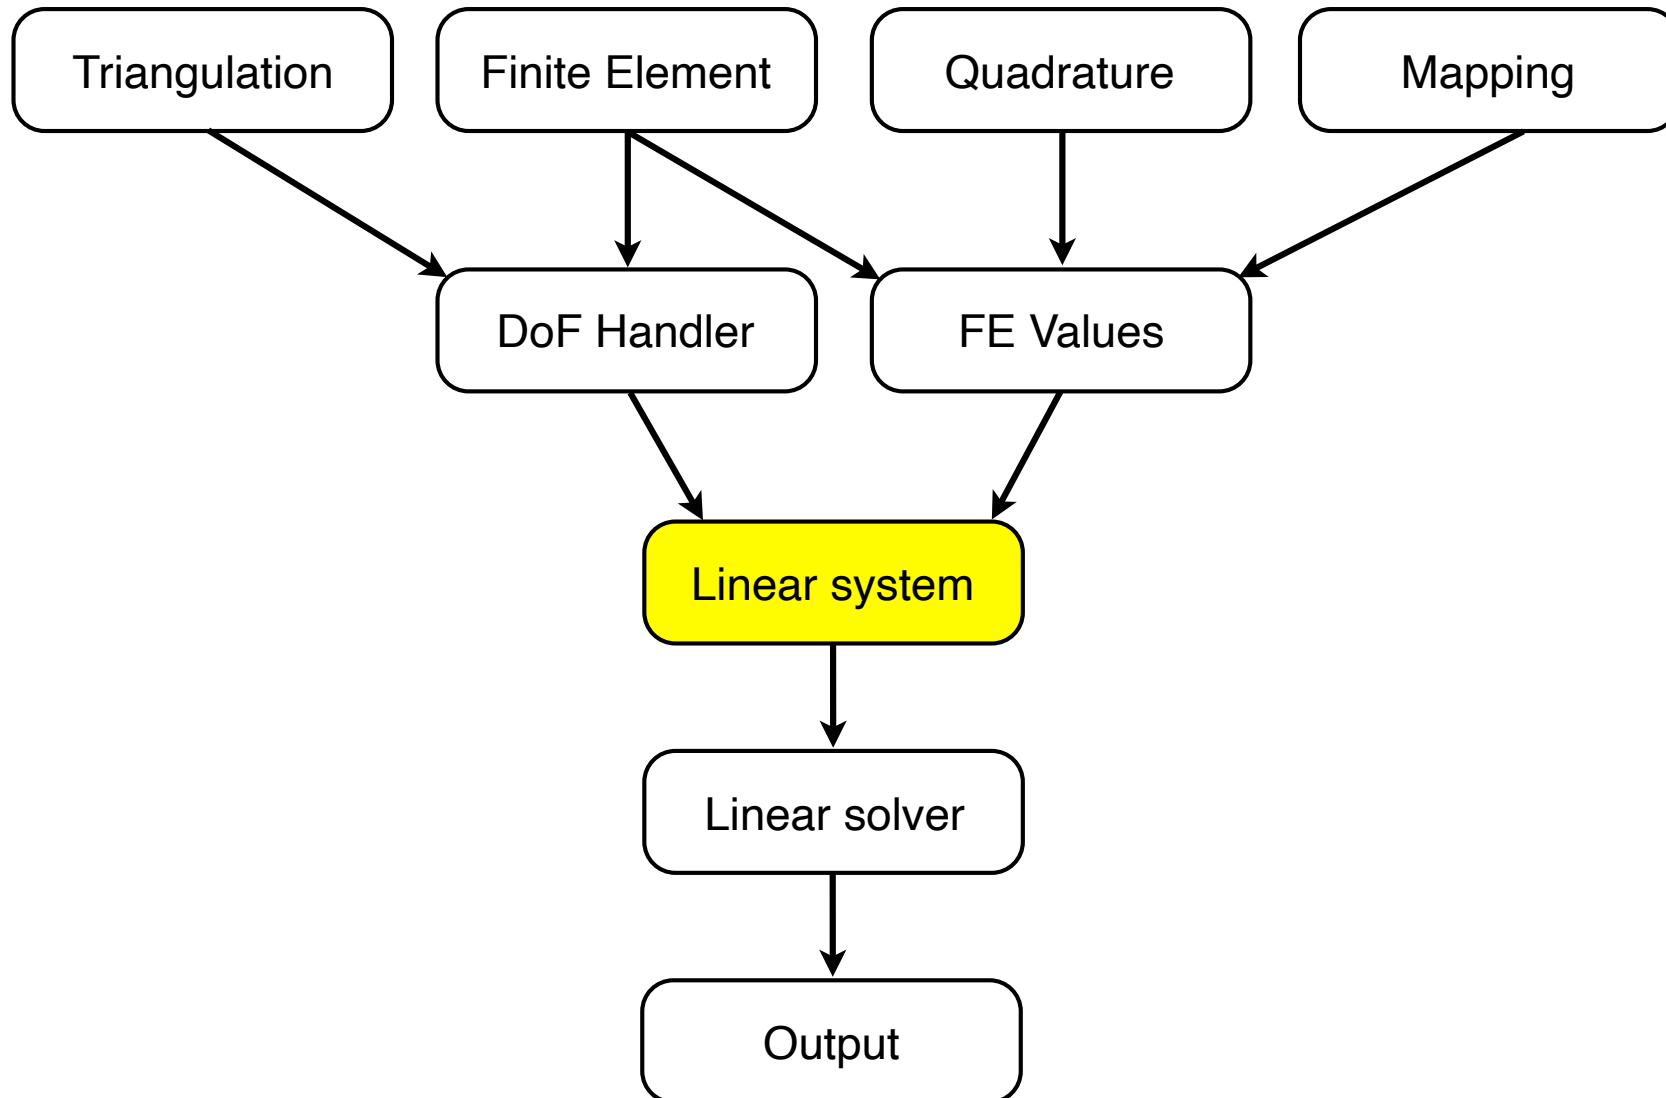 Triangulation
Finite Element
Quadrature
Mapping
DoF Handler
FE Values
Linear system
Linear solver
Output